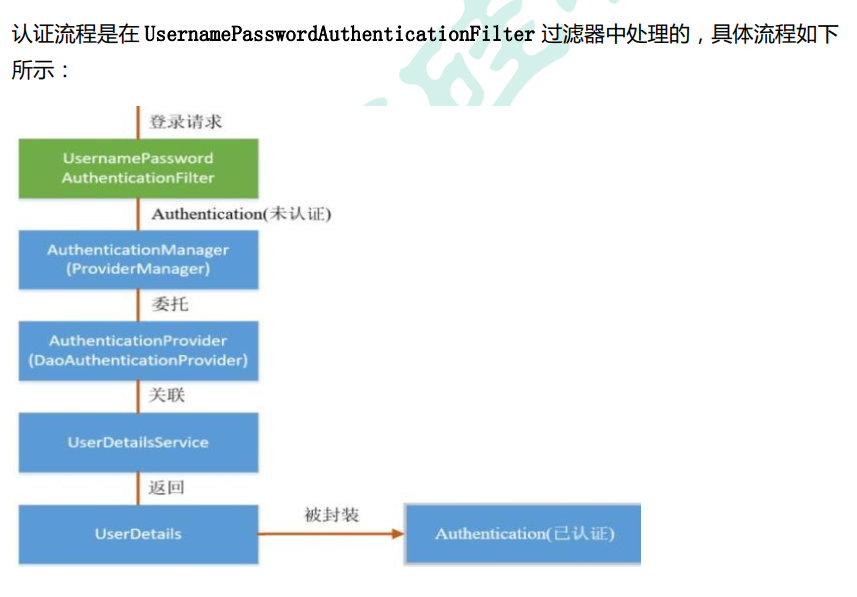 认证流程是在 UsernamePasswordAuthenticationFilter 过滤器中处理的，具体流程如下
所示：
登录请求
UsernamePassword
AuthenticationFilter
Authentication(未认证)
AuthenticationManager
(ProviderManager)
委托
AuthenticationProvider
(DaoAuthenticationProvider)
关联
UserDetailsService
返回
UserDetails
被封装
Authentication(已认证)